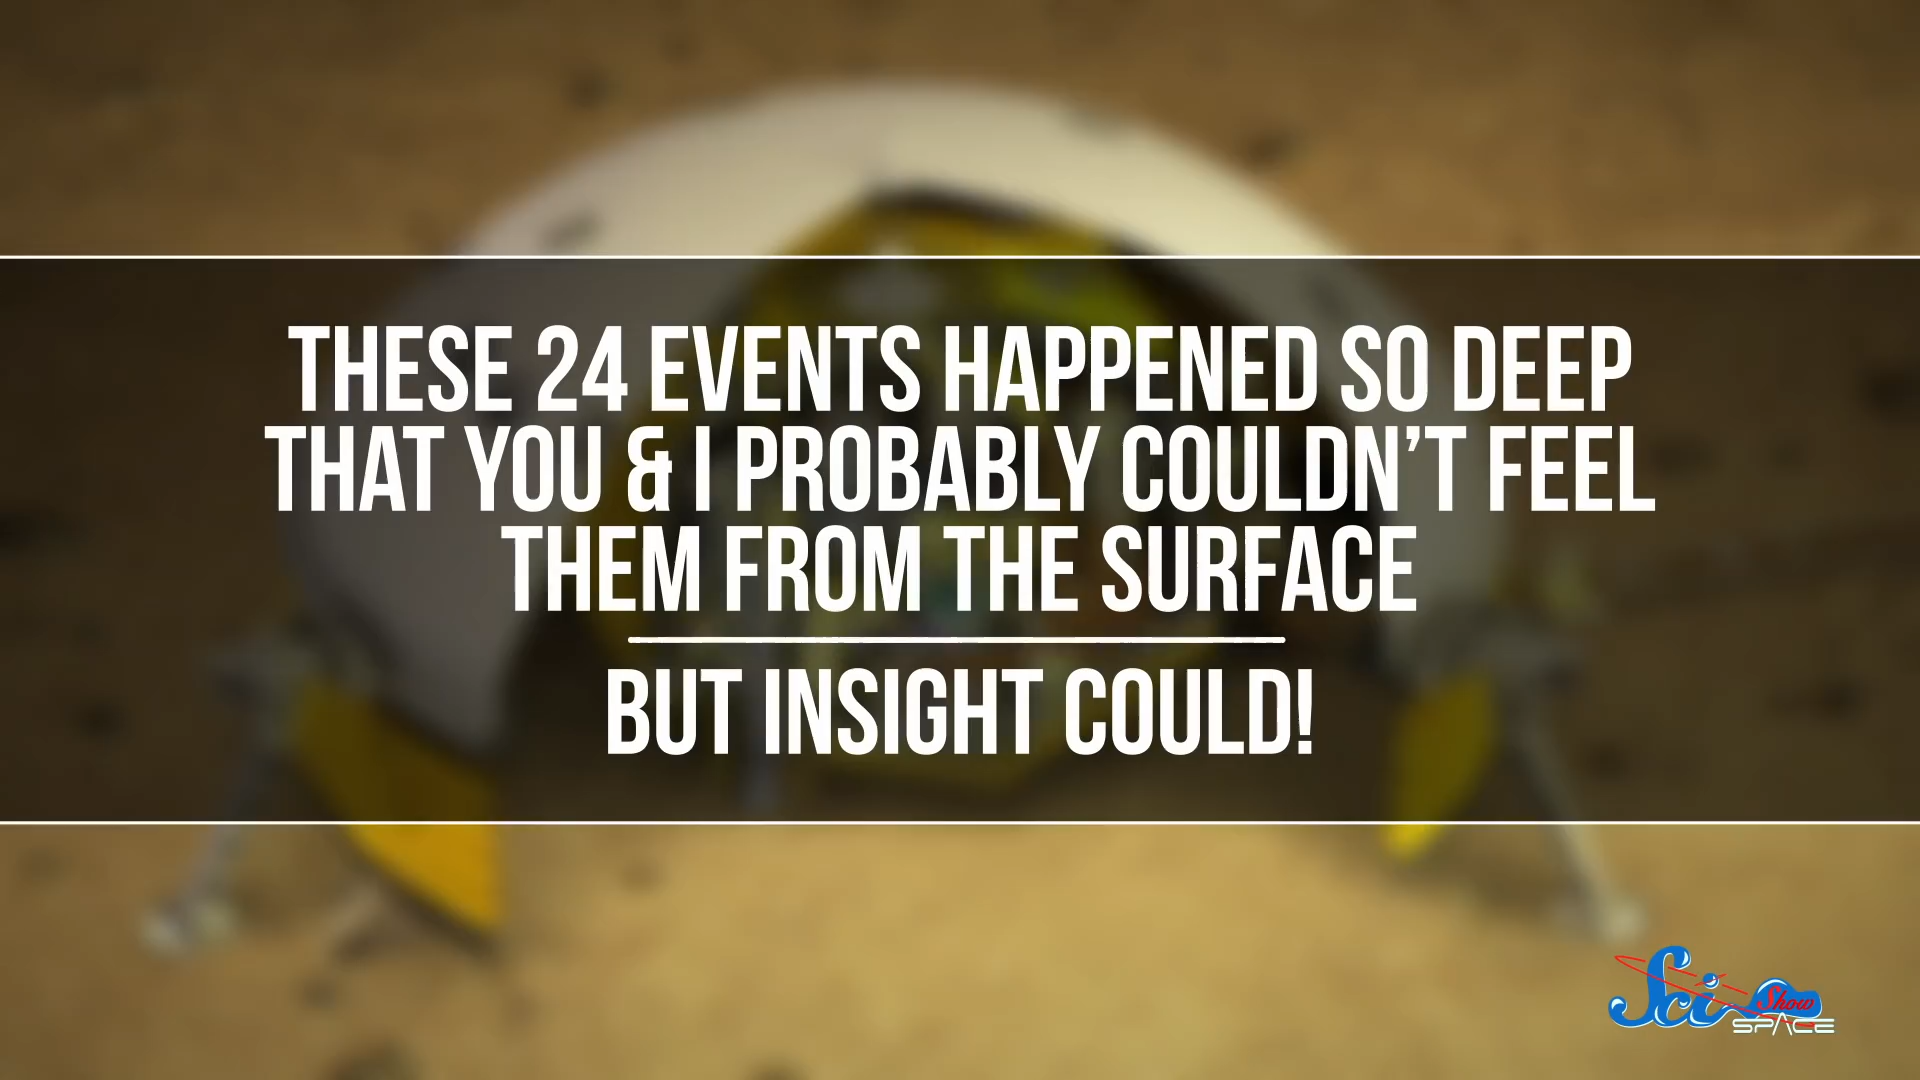 THESE 24 EVENTS HAPPENED SO DEEP
THAT YOU & I PROBABLY COULDN'T FEEL
THEM FROM THE SURFACE
BUT INSIGHT COULD!
Sci Show
SPACE